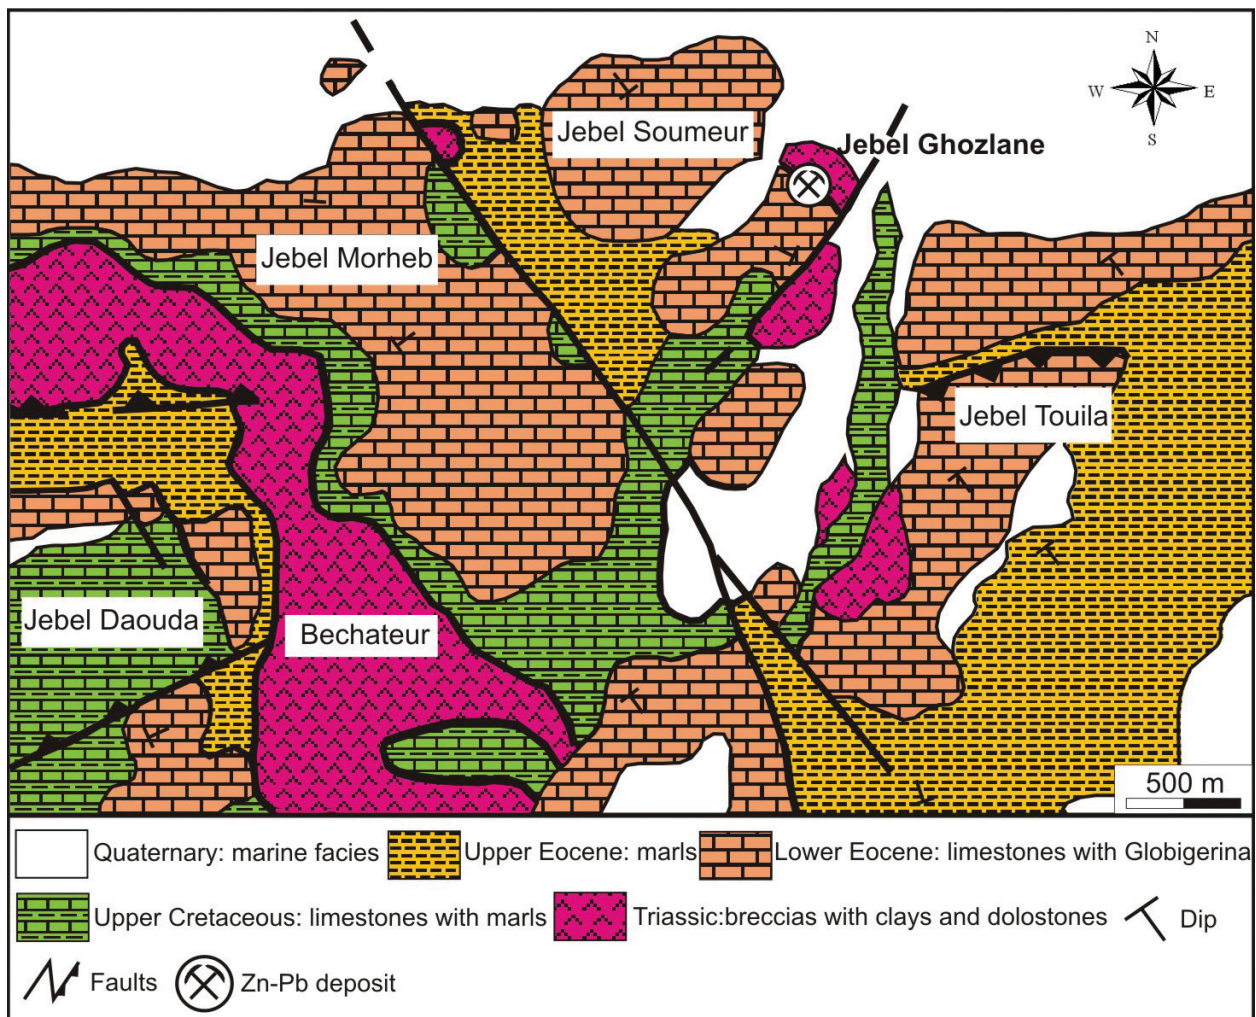 N
W E
S
Jebel Soumeur
Jebel Ghozlane
Jebel Morheb
Jebel Touila
Jebel Daouda
Bechateur
500 m
Quaternary: marine facies
Upper Eocene: marls
Lower Eocene: limestones with Globigerina
Upper Cretaceous: limestones with marls
Triassic:breccias with clays and dolostones
Dip
Faults
Zn-Pb deposit